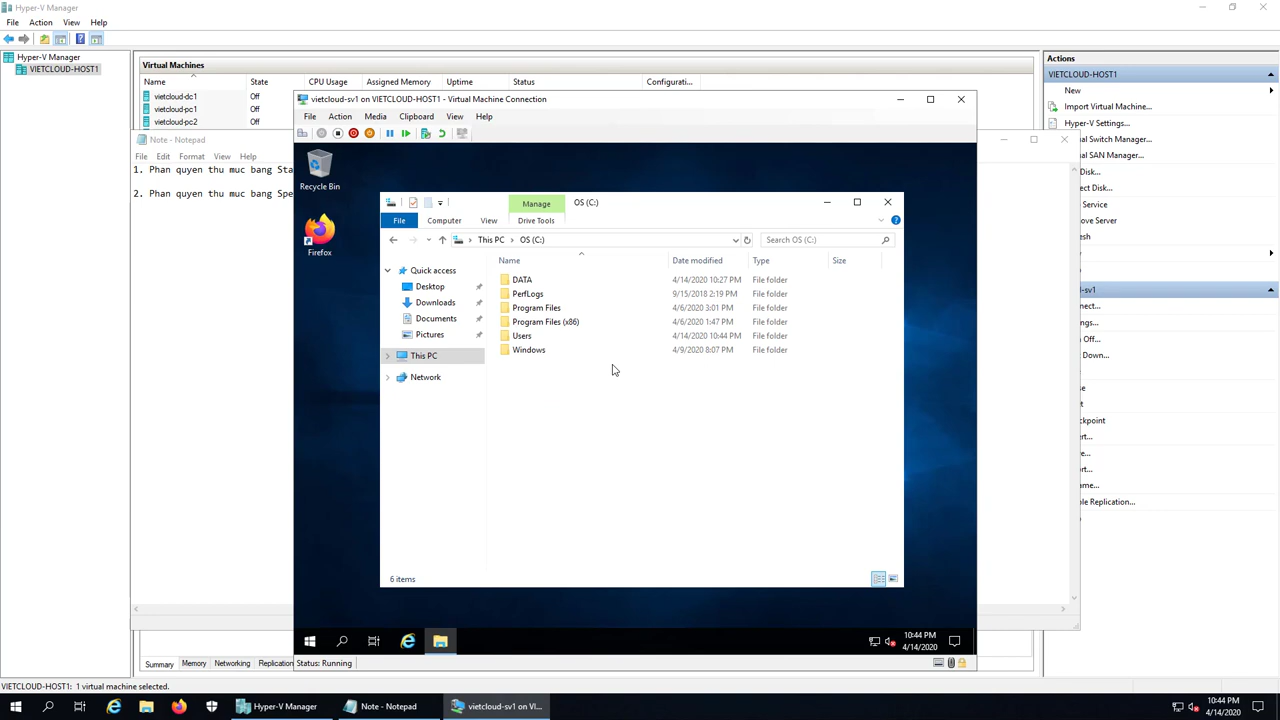 Hyper-V Manager
File Action View Help
Hyper-V Manager
VIETCLOUD-HOST1
Virtual Machines
Name State CPU Usage Assigned Memory Uptime Status Configurati...
vietcloud-dc1 Off
vietcloud-pc1 Off
vietcloud-pc2 Off
Note - Notepad
File Edit Format View Help
1. Phan quyen thu muc bang Sta
2. Phan quyen thu muc bang Spe
vietcloud-sv1 on VIETCLOUD-HOST1 - Virtual Machine Connection
File Action Media Clipboard View Help
Recycle Bin
Firefox
Manage OS (C:)
File Computer View Drive Tools
This PC > OS (C:)
Search OS (C:)
Name Date modified Type Size
Quick access
Desktop
Downloads
Documents
Pictures
This PC
Network
DATA 4/14/2020 10:27 PM File folder
PerfLogs 9/15/2018 2:19 PM File folder
Program Files 4/6/2020 3:01 PM File folder
Program Files (x86) 4/6/2020 1:47 PM File folder
Users 4/14/2020 10:44 PM File folder
Windows 4/9/2020 8:07 PM File folder
6 items
10:44 PM
4/14/2020
Status: Running
Actions
VIETCLOUD-HOST1
New
Import Virtual Machine...
Hyper-V Settings...
ual Switch Manager...
ual SAN Manager...
Disk...
ect Disk...
Service
ove Server
esh
-sv1
nect...
ngs...
Off...
Down...
e
t
heckpoint
ert...
e...
rt...
ame...
ble Replication...
Summary Memory Networking Replication
VIETCLOUD-HOST1: 1 virtual machine selected.
Hyper-V Manager
Note - Notepad
vietcloud-sv1 on VI...
10:44 PM
4/14/2020